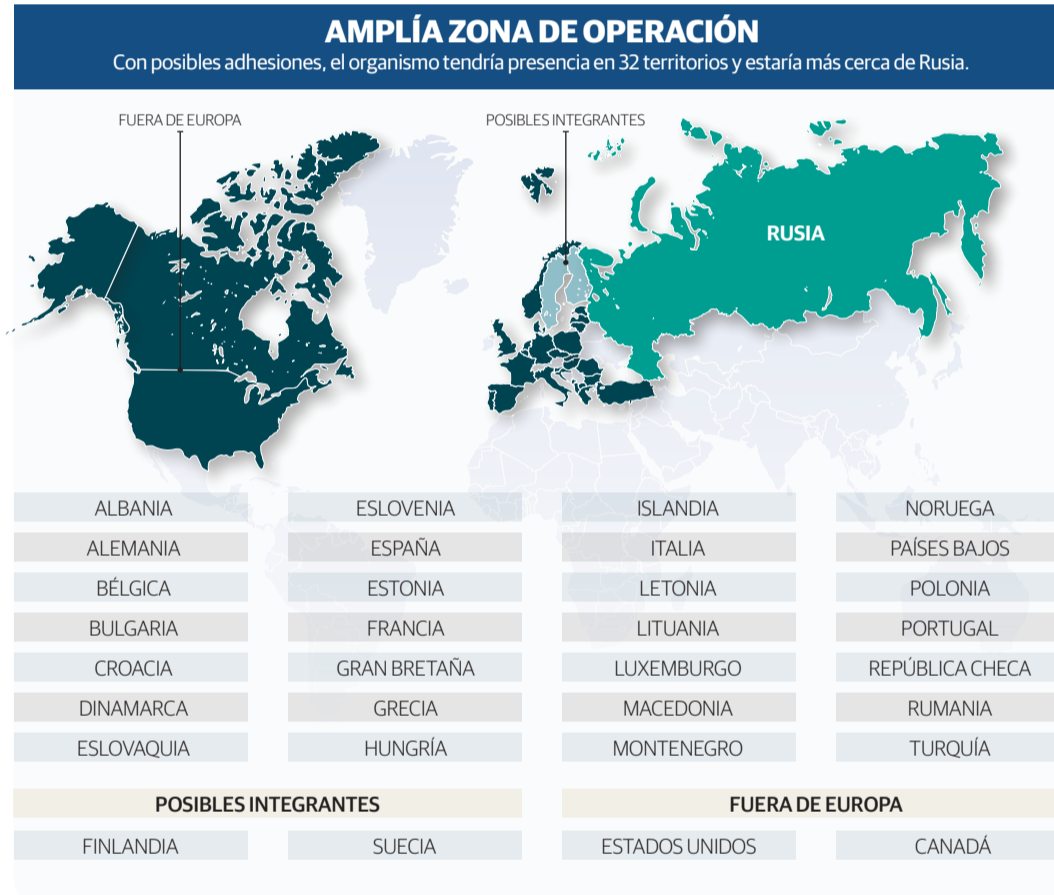 AMPLÍA ZONA DE OPERACIÓN
Con posibles adhesiones, el organismo tendría presencia en 32 territorios y estaría más cerca de Rusia.
FUERA DE EUROPA
POSIBLES INTEGRANTES
RUSIA
ALBANIA
ESLOVENIA
ISLANDIA
NORUEGA
ALEMANIA
ESPAÑA
ITALIA
PAÍSES BAJOS
BÉLGICA
ESTONIA
LETONIA
POLONIA
BULGARIA
FRANCIA
LITUANIA
PORTUGAL
CROACIA
GRAN BRETAÑA
LUXEMBURGO
REPÚBLICA CHECA
DINAMARCA
GRECIA
MACEDONIA
RUMANIA
ESLOVAQUIA
HUNGRÍA
MONTENEGRO
TURQUÍA
POSIBLES INTEGRANTES
FUERA DE EUROPA
FINLANDIA
SUECIA
ESTADOS UNIDOS
CANADÁ